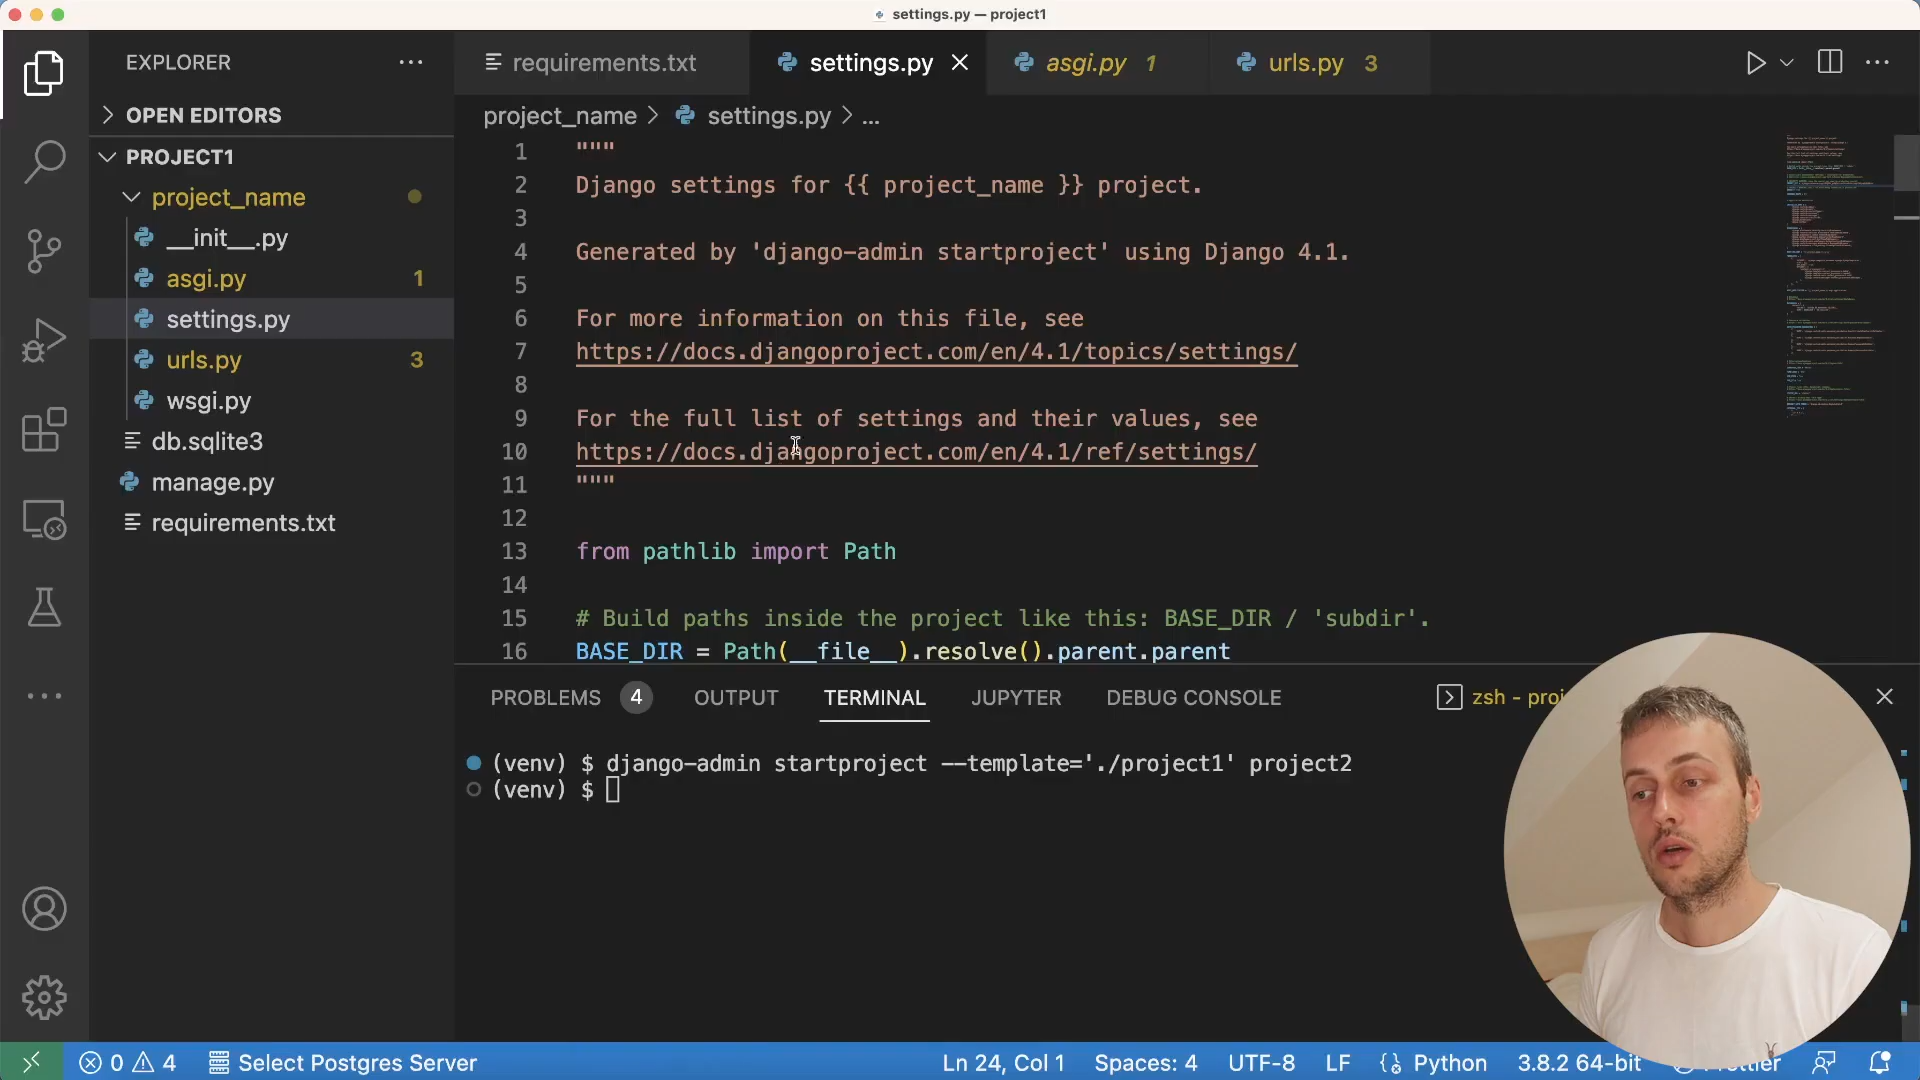 settings.py — project1
EXPLORER
requirements.txt
settings.py
asgi.py 1
urls.py 3
OPEN EDITORS
PROJECT1
project_name
__init__.py
asgi.py 1
settings.py
urls.py 3
wsgi.py
db.sqlite3
manage.py
requirements.txt
project_name > settings.py > ...
1 """
2 Django settings for {{ project_name }} project.
3
4 Generated by 'django-admin startproject' using Django 4.1.
5
6 For more information on this file, see
7 https://docs.djangoproject.com/en/4.1/topics/settings/
8
9 For the full list of settings and their values, see
10 https://docs.djangoproject.com/en/4.1/ref/settings/
11 """
12
13 from pathlib import Path
14
15 # Build paths inside the project like this: BASE_DIR / 'subdir'.
16 BASE_DIR = Path(__file__).resolve().parent.parent
PROBLEMS 4 OUTPUT TERMINAL JUPYTER DEBUG CONSOLE zsh - proj
(venv) $ django-admin startproject --template='./project1' project2
(venv) $
0 4 Select Postgres Server Ln 24, Col 1 Spaces: 4 UTF-8 LF {} Python 3.8.2 64-bit